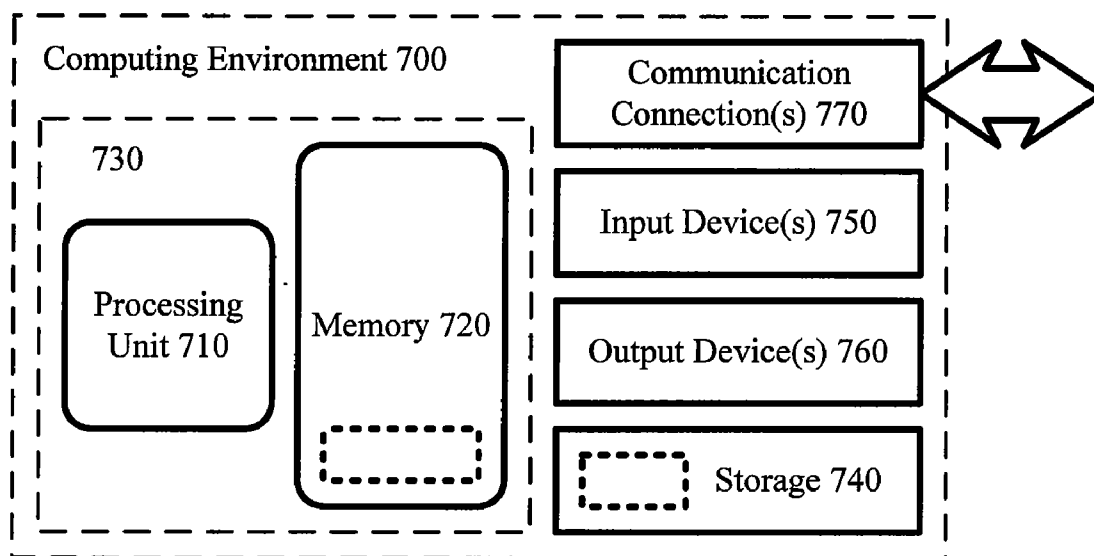 Computing Environment 700
730
Processing
Unit 710
Memory 720
Communication
Connection(s) 770
Input Device(s) 750
Output Device(s) 760
Storage 740